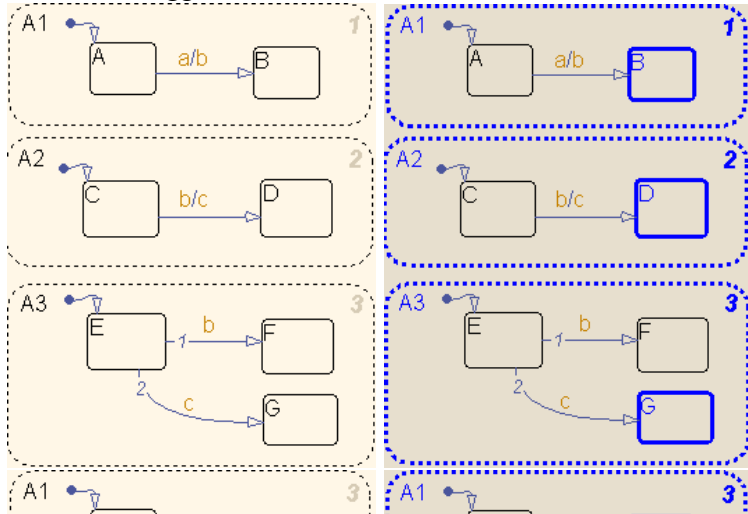 A1 1
A a/b B
A2 2
C b/c D
A3 3
E 1 b F
2 c G
A1 3
A1 1
A a/b B
A2 2
C b/c D
A3 3
E 1 b F
2 c G
A1 3